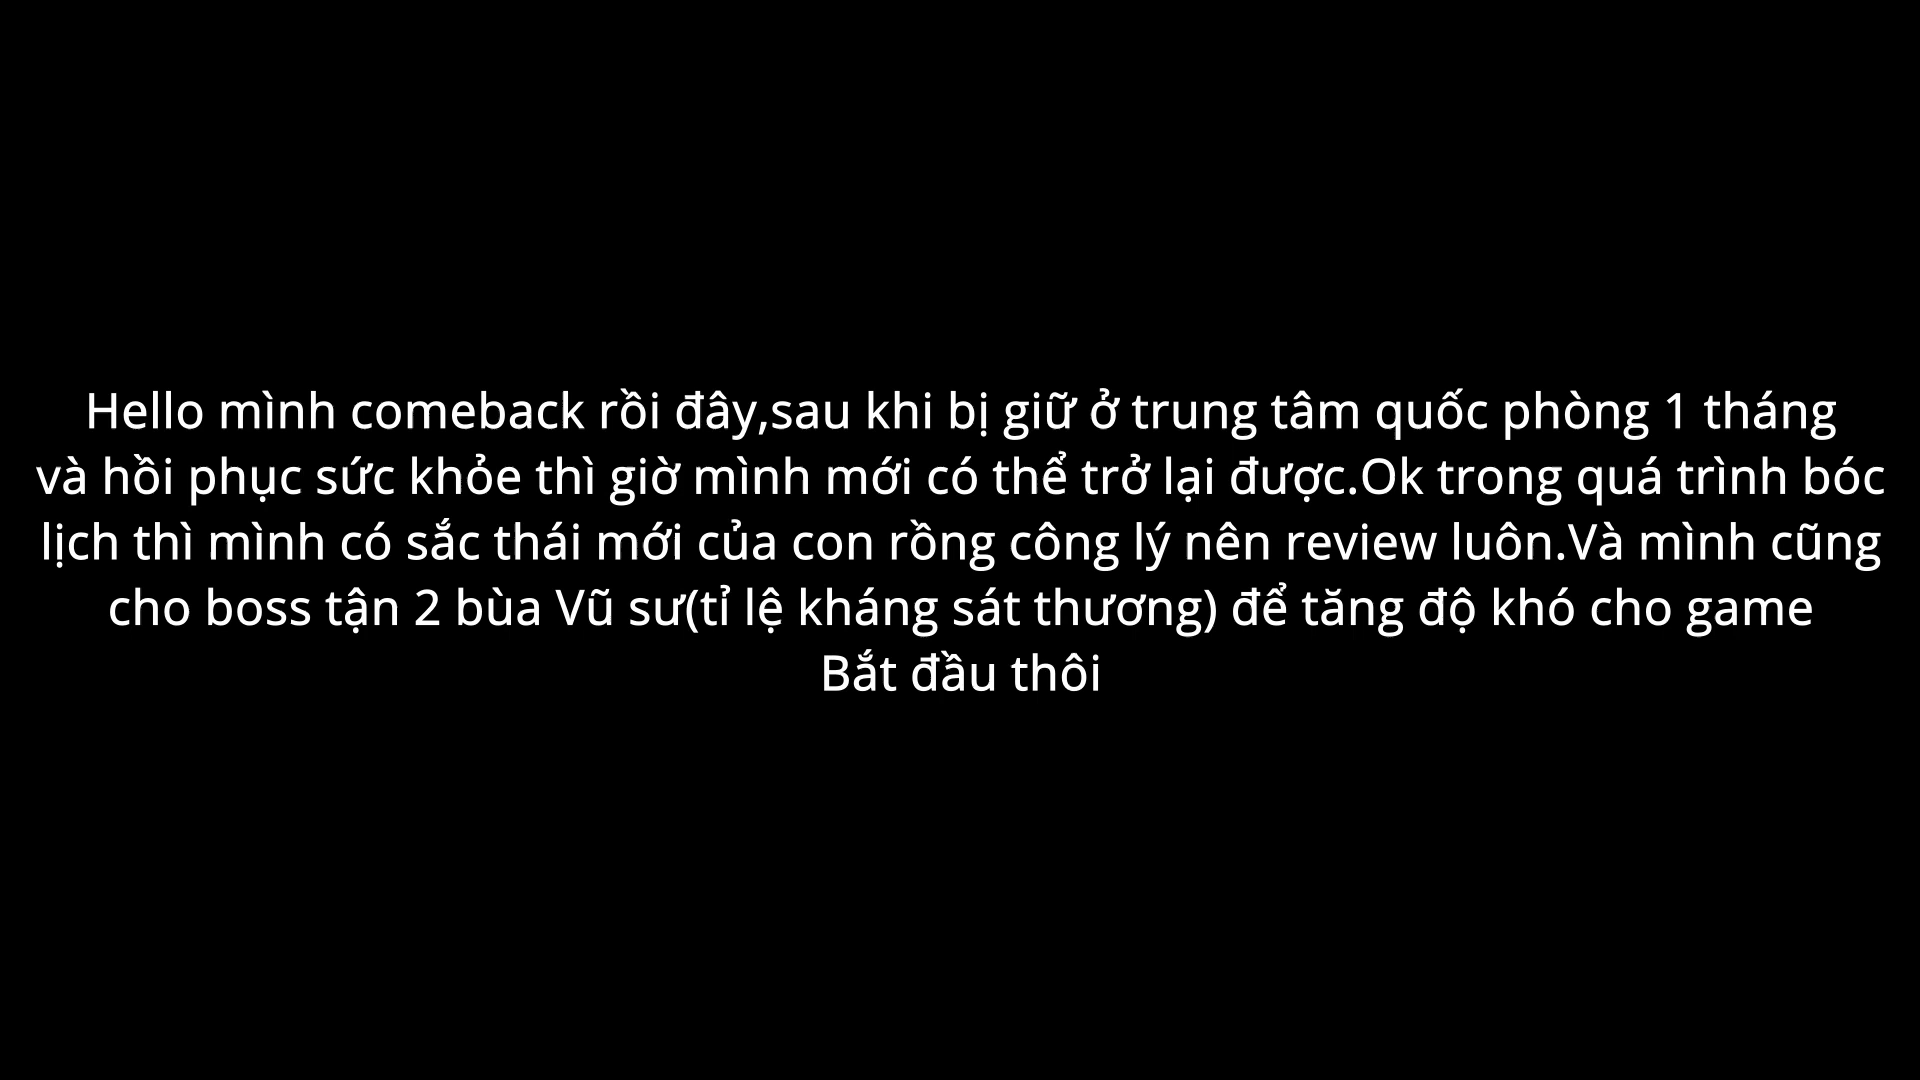 Hello mình comeback rồi đây,sau khi bị giữ ở trung tâm quốc phòng 1 tháng
và hồi phục sức khỏe thì giờ mình mới có thể trở lại được.Ok trong quá trình bóc
lịch thì mình có sắc thái mới của con rồng công lý nên review luôn.Và mình cũng
cho boss tận 2 bùa Vũ sư(tỉ lệ kháng sát thương) để tăng độ khó cho game
Bắt đầu thôi